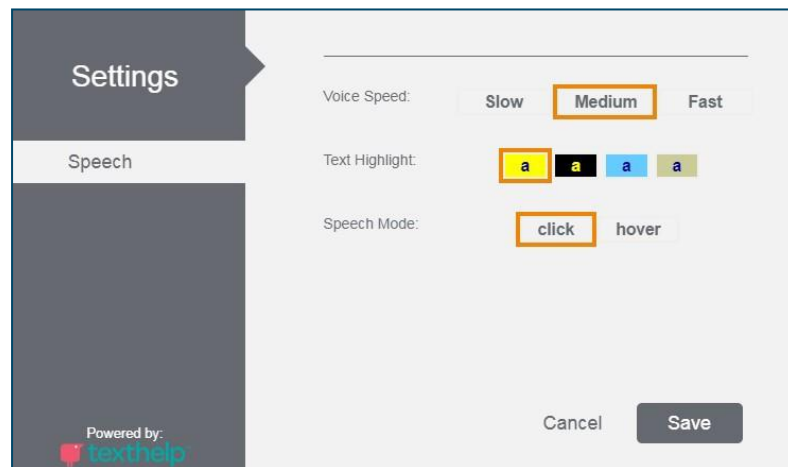 Settings
Speech
Voice Speed: Slow Medium Fast
Text Highlight: a a a a
Speech Mode: click hover
Cancel Save
Powered by:
texthelp